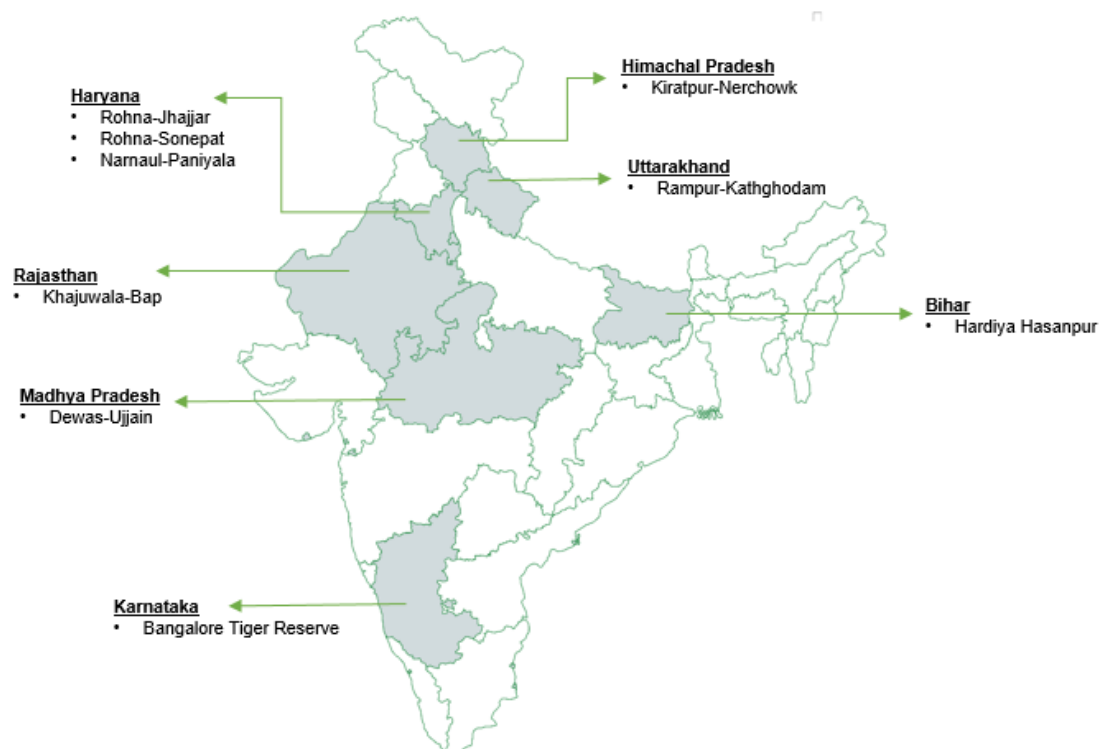 Himachal Pradesh
• Kiratpur-Nerchowk
Haryana
• Rohna-Jhajjar
• Rohna-Sonepat
• Narnaul-Paniyala
Uttarakhand
• Rampur-Kathghodam
Rajasthan
• Khajuwala-Bap
Bihar
• Hardiya Hasanpur
Madhya Pradesh
• Dewas-Ujjain
Karnataka
• Bangalore Tiger Reserve